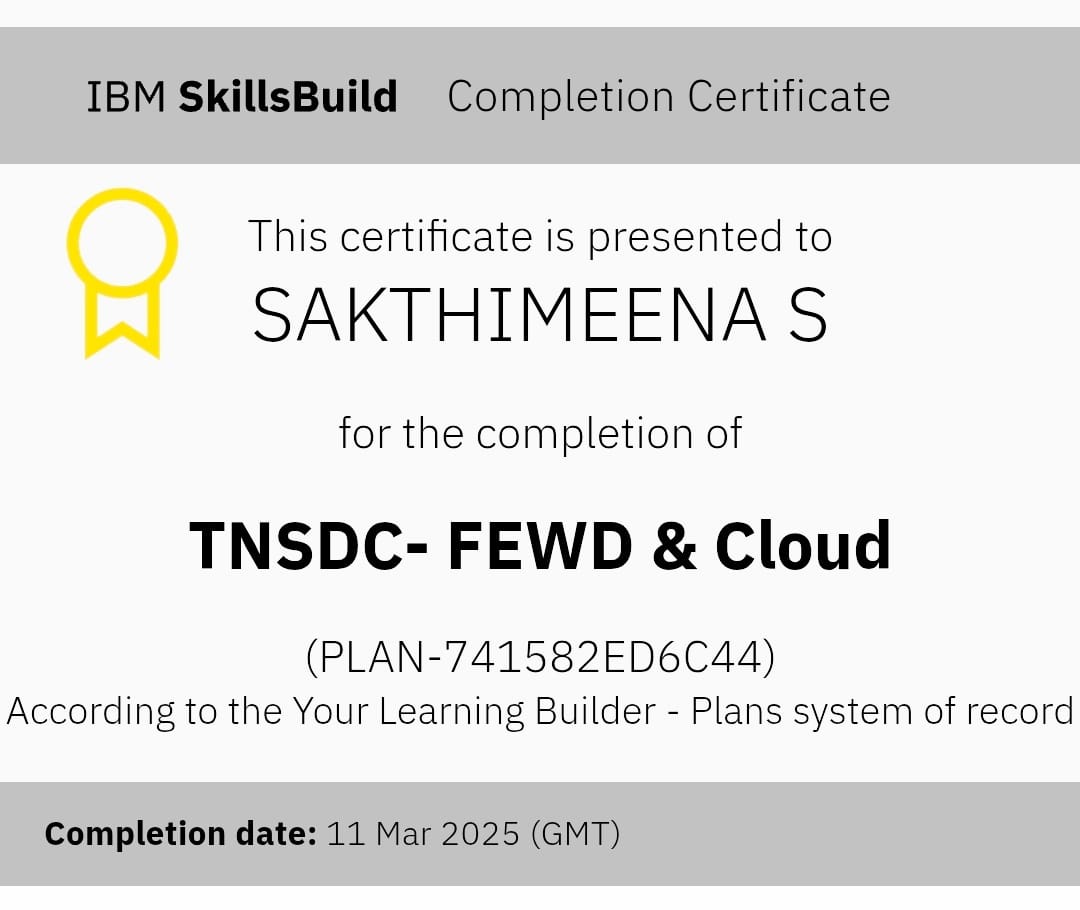 IBM SkillsBuild Completion Certificate
This certificate is presented to
SAKTHIMEENA S
for the completion of
TNSDC- FEWD & Cloud
(PLAN-741582ED6C44)
According to the Your Learning Builder - Plans system of record
Completion date: 11 Mar 2025 (GMT)